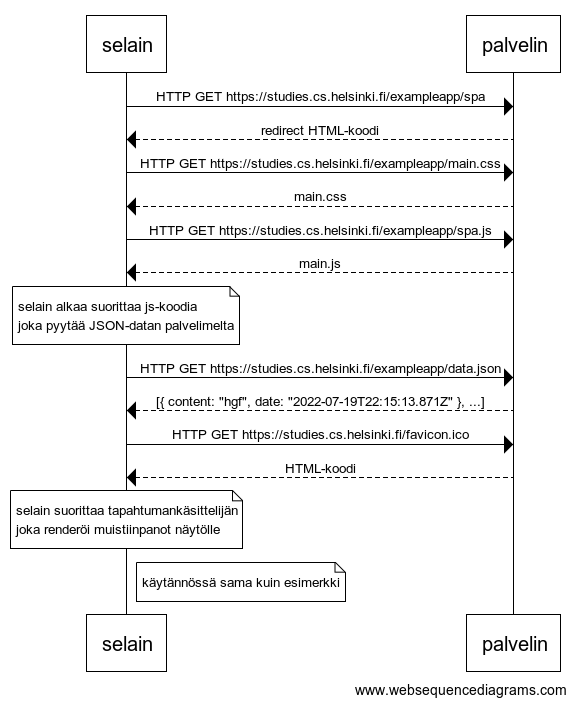 selain
palvelin
HTTP GET https://studies.cs.helsinki.fi/exampleapp/spa
redirect HTML-koodi
HTTP GET https://studies.cs.helsinki.fi/exampleapp/main.css
main.css
HTTP GET https://studies.cs.helsinki.fi/exampleapp/spa.js
main.js
selain alkaa suorittaa js-koodia
joka pyytää JSON-datan palvelimelta
HTTP GET https://studies.cs.helsinki.fi/exampleapp/data.json
[{ content: "hgf", date: "2022-07-19T22:15:13.871Z" }, ...]
HTTP GET https://studies.cs.helsinki.fi/favicon.ico
HTML-koodi
selain suorittaa tapahtumankäsittelijän
joka renderöi muistiinpanot näytölle
käytännössä sama kuin esimerkki
selain
palvelin
www.websequencediagrams.com